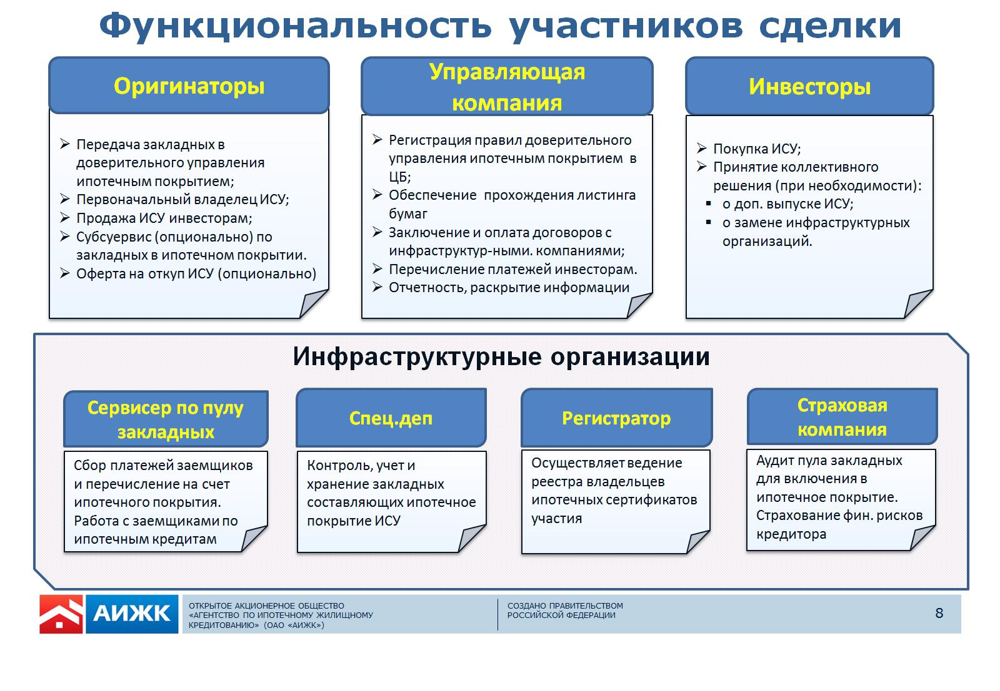 Функциональность участников сделки
Оригинаторы
Передача закладных в
доверительного управления
ипотечным покрытием;
Первоначальный владелец ИСУ;
Продажа ИСУ инвесторам;
Субсуервис (опционально) по
закладных в ипотечном покрытии.
Оферта на откуп ИСУ (опционально)
Управляющая
компания
Регистрация правил доверительного
управления ипотечным покрытием в
ЦБ;
Обеспечение прохождения листинга
бумаг
Заключение и оплата договоров с
инфраструктур-ными. компаниями;
Перечисление платежей инвесторам.
Отчетность, раскрытие информации
Инвесторы
Покупка ИСУ;
Принятие коллективного
решения (при необходимости):
о доп. выпуске ИСУ;
о замене инфраструктурных
организаций.
Инфраструктурные организации
Сервисер по пулу
закладных
Сбор платежей заемщиков
и перечисление на счет
ипотечного покрытия.
Работа с заемщиками по
ипотечным кредитам
Спец.деп
Контроль, учет и
хранение закладных
составляющих ипотечное
покрытие ИСУ
Регистратор
Осуществляет ведение
реестра владельцев
ипотечных сертификатов
участия
Страховая
компания
Аудит пула закладных
для включения в
ипотечное покрытие.
Страхование фин. рисков
кредитора
АИЖК
ОТКРЫТОЕ АКЦИОНЕРНОЕ ОБЩЕСТВО
«АГЕНТСТВО ПО ИПОТЕЧНОМУ ЖИЛИЩНОМУ
КРЕДИТОВАНИЮ» (ОАО «АИЖК»)
СОЗДАНО ПРАВИТЕЛЬСТВОМ
РОССИЙСКОЙ ФЕДЕРАЦИИ
8